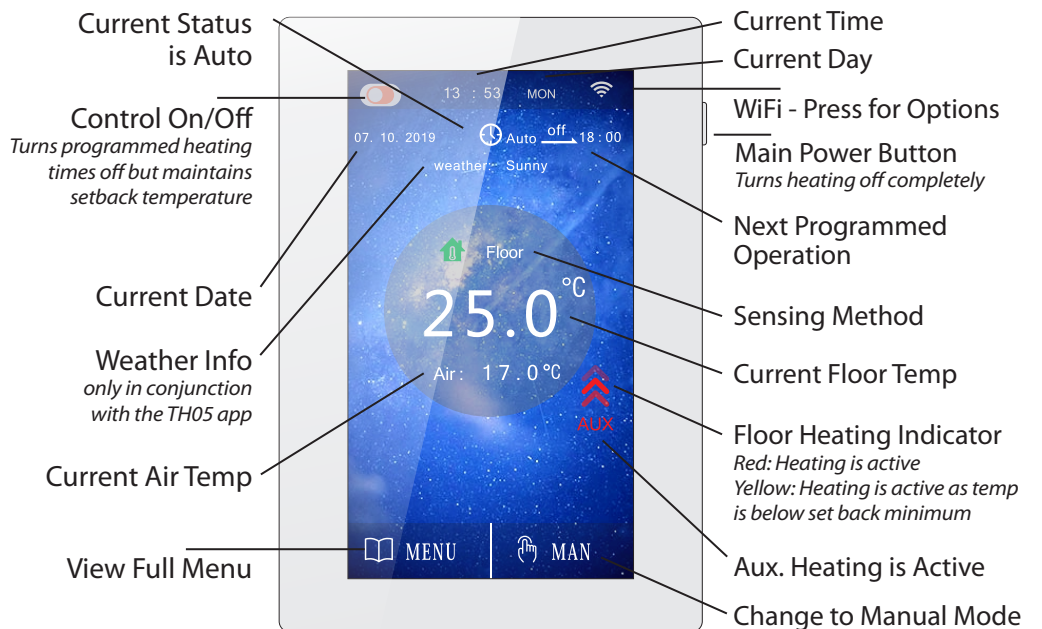 Current Status
is Auto
Control On/Off
Turns programmed heating
times off but maintains
setback temperature
Current Date
Weather Info
only in conjunction
with the TH05 app
Current Air Temp
View Full Menu
13 : 53 MON
07. 10. 2019 Auto off 18:00
weather: Sunny
Floor
25.0°C
Air: 17.0°C
AUX
MENU MAN
Current Time
Current Day
WiFi - Press for Options
Main Power Button
Turns heating off completely
Next Programmed
Operation
Sensing Method
Current Floor Temp
Floor Heating Indicator
Red: Heating is active
Yellow: Heating is active as temp
is below set back minimum
Aux. Heating is Active
Change to Manual Mode